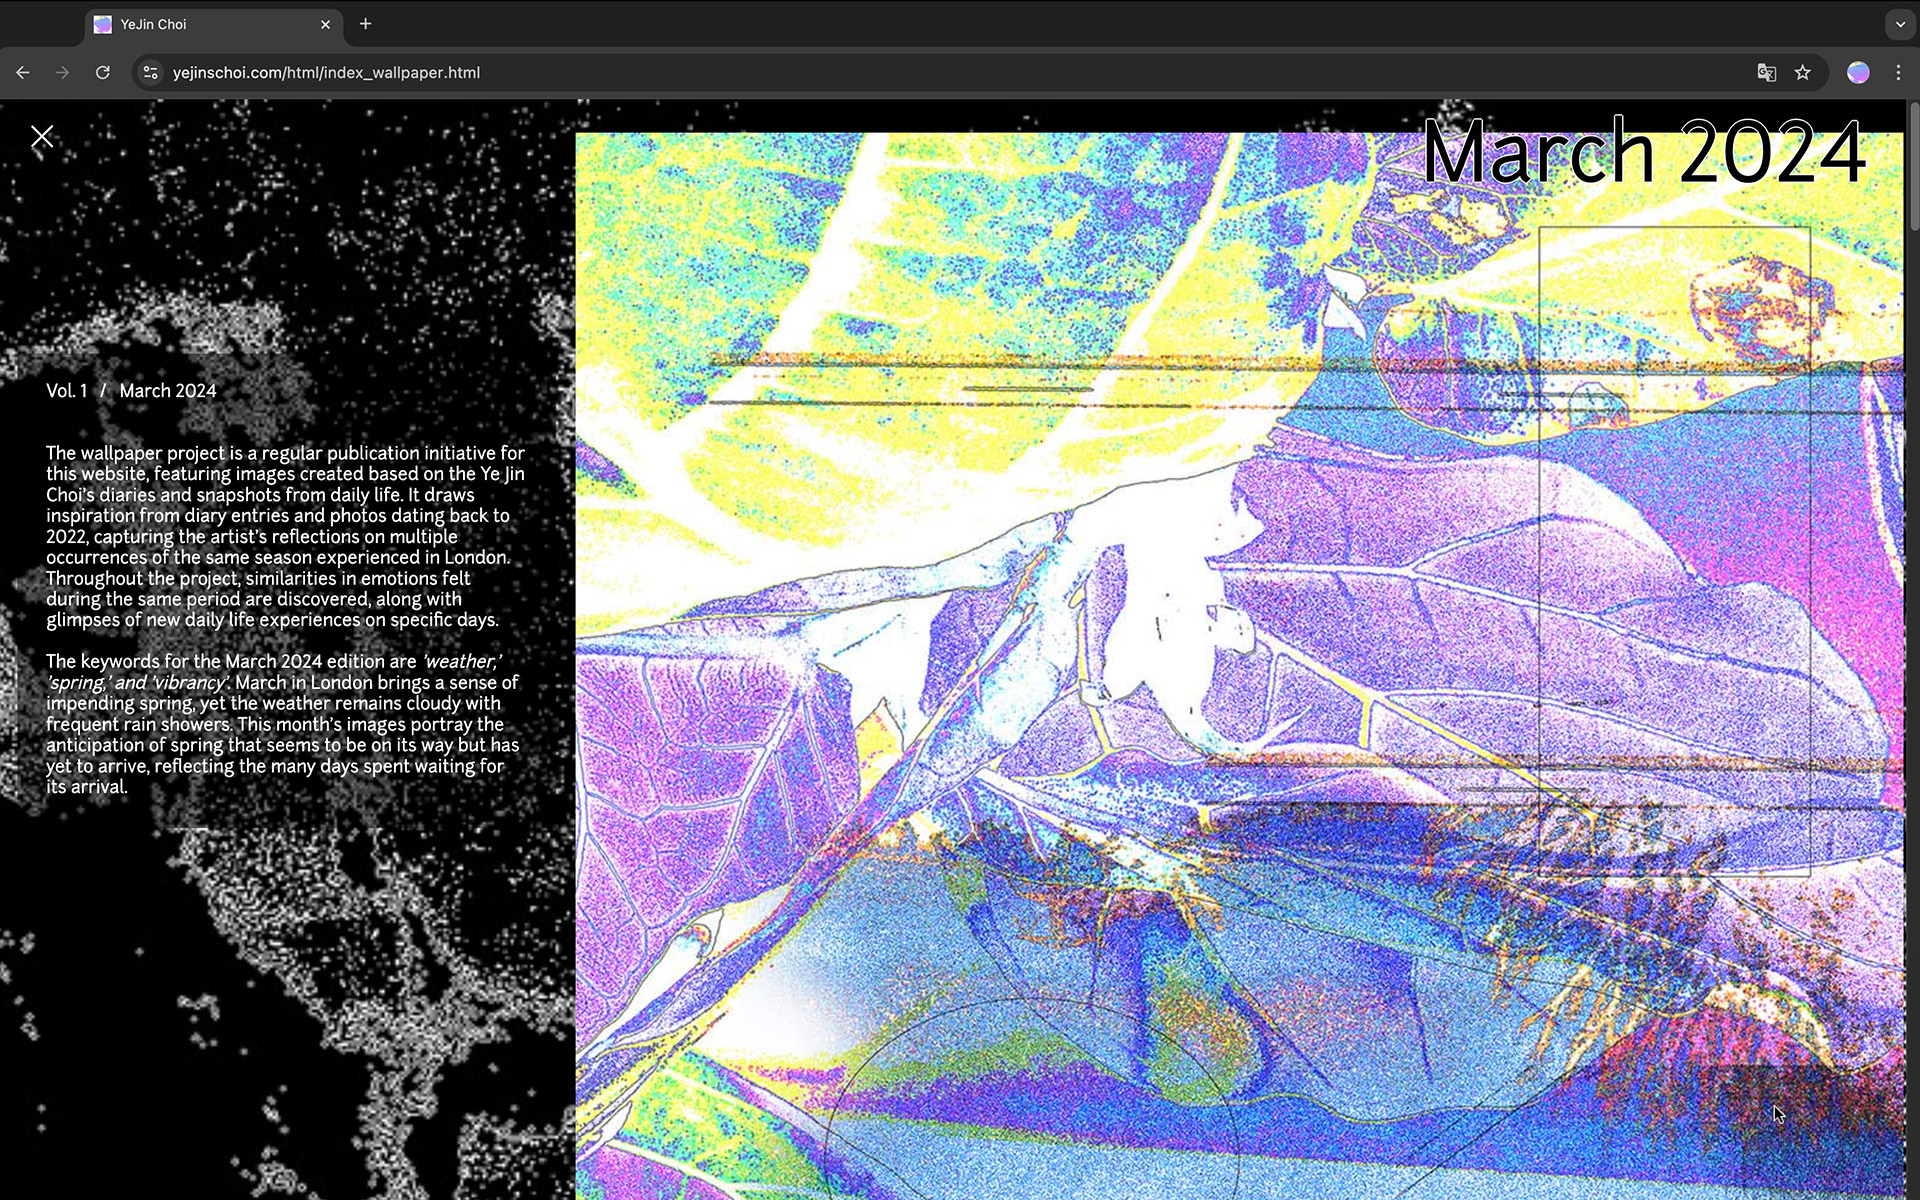 YeJin Choi
yejinschoi.com/html/index_wallpaper.html
March 2024
Vol. 1 / March 2024
The wallpaper project is a regular publication initiative for
this website, featuring images created based on the Ye Jin
Choi's diaries and snapshots from daily life. It draws
inspiration from diary entries and photos dating back to
2022, capturing the artist's reflections on multiple
occurrences of the same season experienced in London.
Throughout the project, similarities in emotions felt
during the same period are discovered, along with
glimpses of new daily life experiences on specific days.
The keywords for the March 2024 edition are 'weather,'
'spring,' and 'vibrancy'. March in London brings a sense of
impending spring, yet the weather remains cloudy with
frequent rain showers. This month's images portray the
anticipation of spring that seems to be on its way but has
yet to arrive, reflecting the many days spent waiting for
its arrival.